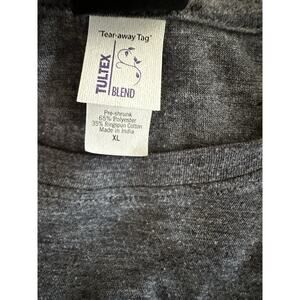 "Tear-away Tag"
TULTEX
BLEND
Pre-shrunk
65% Polyester
35% Ringspun Cotton
Made in India
XL